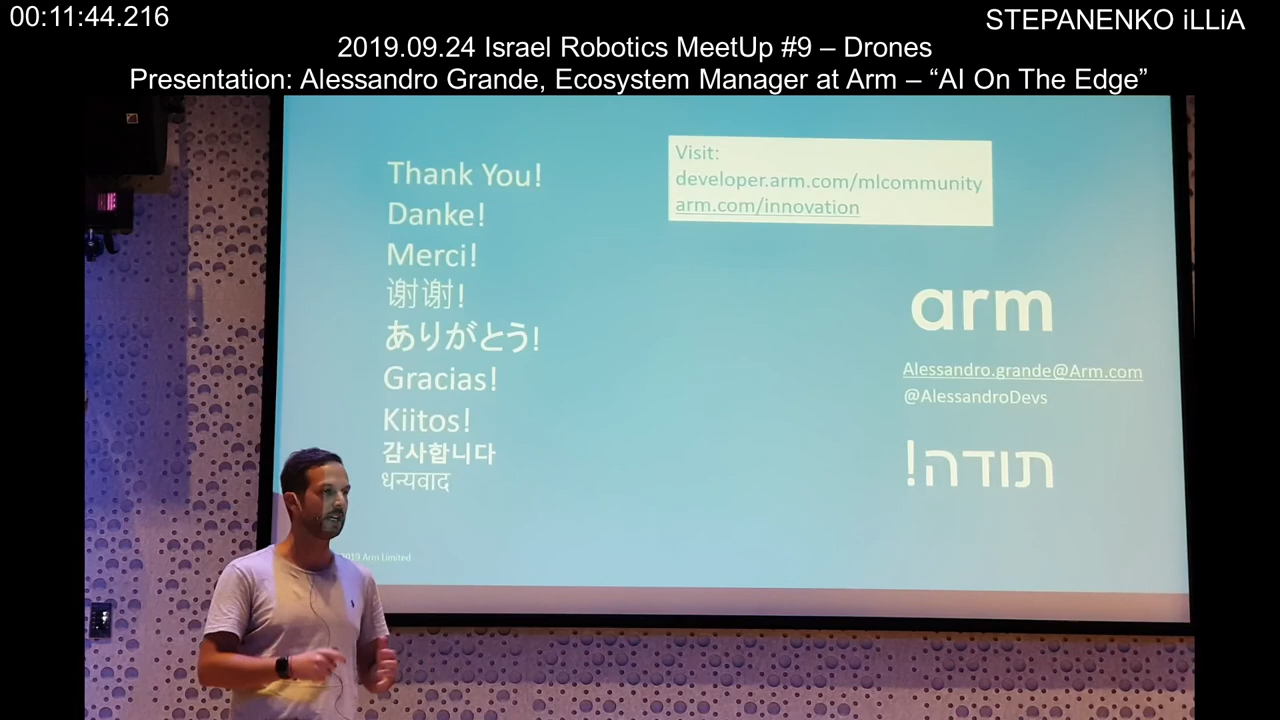 00:11:44.216
STEPANENKO iLLiA
2019.09.24 Israel Robotics MeetUp #9 – Drones
Presentation: Alessandro Grande, Ecosystem Manager at Arm – “AI On The Edge”
Thank You!
Danke!
Merci!
谢谢!
ありがとう!
Gracias!
Kiitos!
감사합니다
धन्यवाद
Visit:
developer.arm.com/mlcommunity
arm.com/innovation
arm
Alessandro.grande@Arm.com
@AlessandroDevs
תודה!
2019 Arm Limited